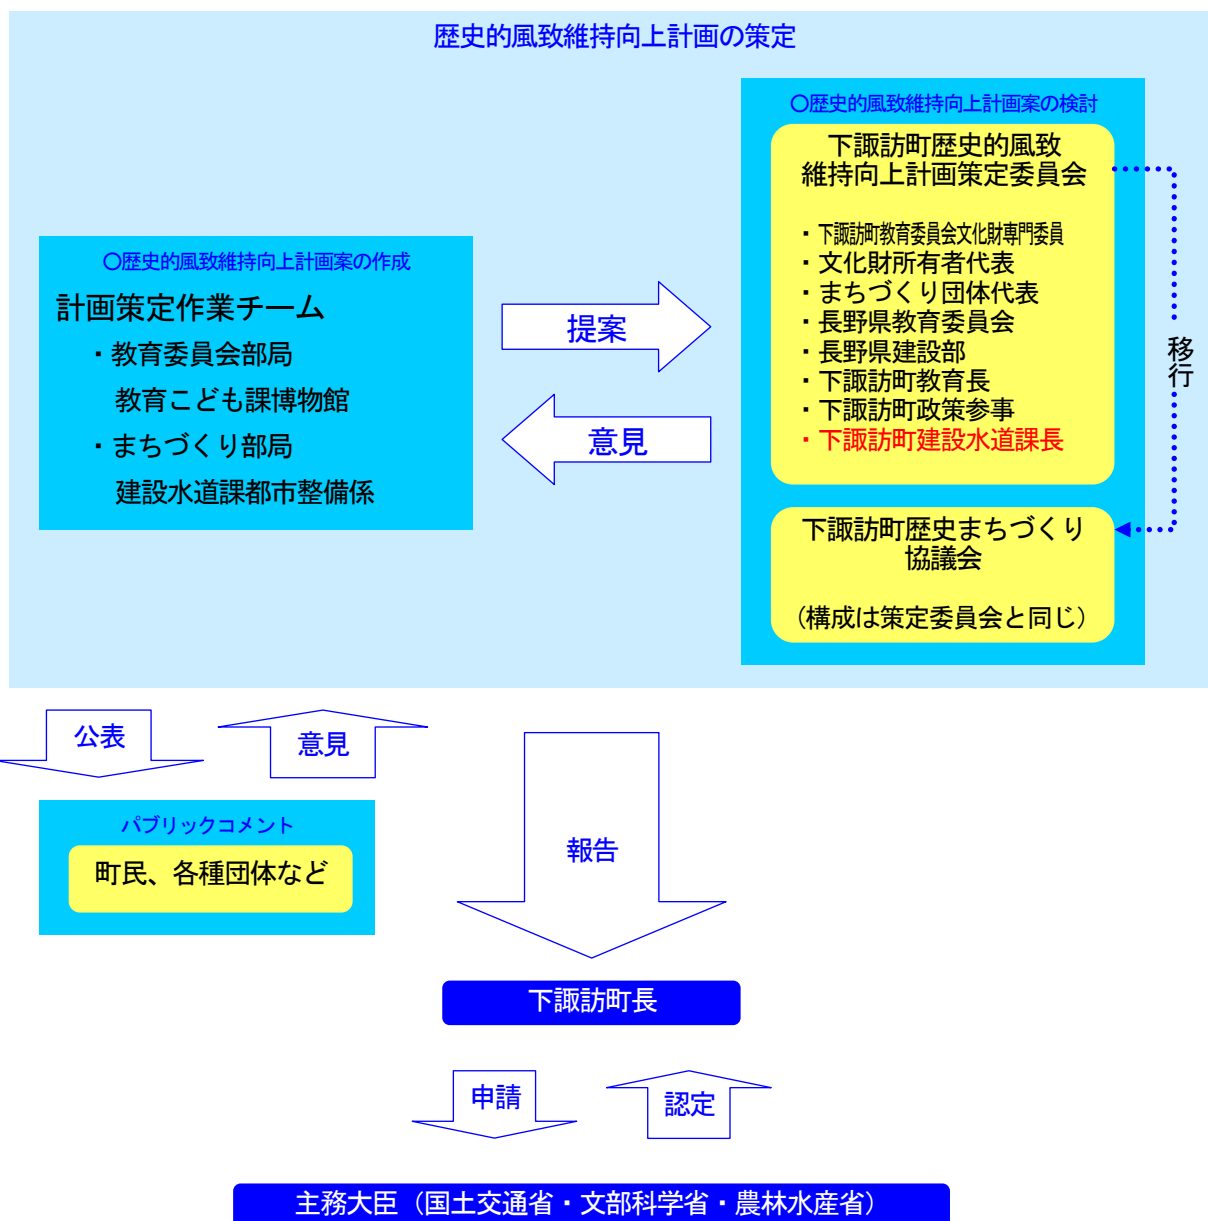 歴史的風致維持向上計画の策定
〇歴史的風致維持向上計画案の作成
計画策定作業チーム
・教育委員会部局
教育こども課博物館
・まちづくり部局
建設水道課都市整備係
提案
意見
〇歴史的風致維持向上計画案の検討
下諏訪町歴史的風致
維持向上計画策定委員会
・下諏訪町教育委員会文化財専門委員
・文化財所有者代表
・まちづくり団体代表
・長野県教育委員会
・長野県建設部
・下諏訪町教育長
・下諏訪町政策参事
・下諏訪町建設水道課長
移行
下諏訪町歴史まちづくり
協議会
（構成は策定委員会と同じ）
公表
意見
パブリックコメント
町民、各種団体など
報告
下諏訪町長
申請
認定
主務大臣（国土交通省・文部科学省・農林水産省）